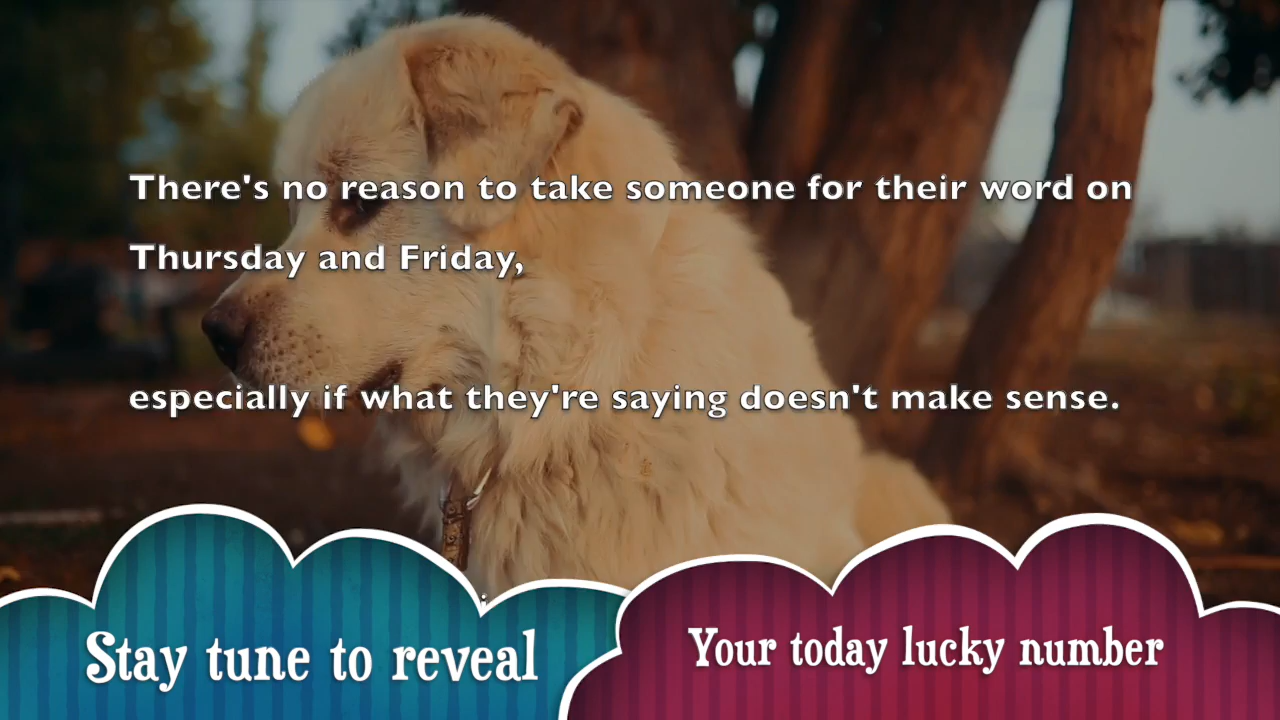 There's no reason to take someone for their word on
Thursday and Friday,
especially if what they're saying doesn't make sense.
Stay tune to reveal
Your today lucky number